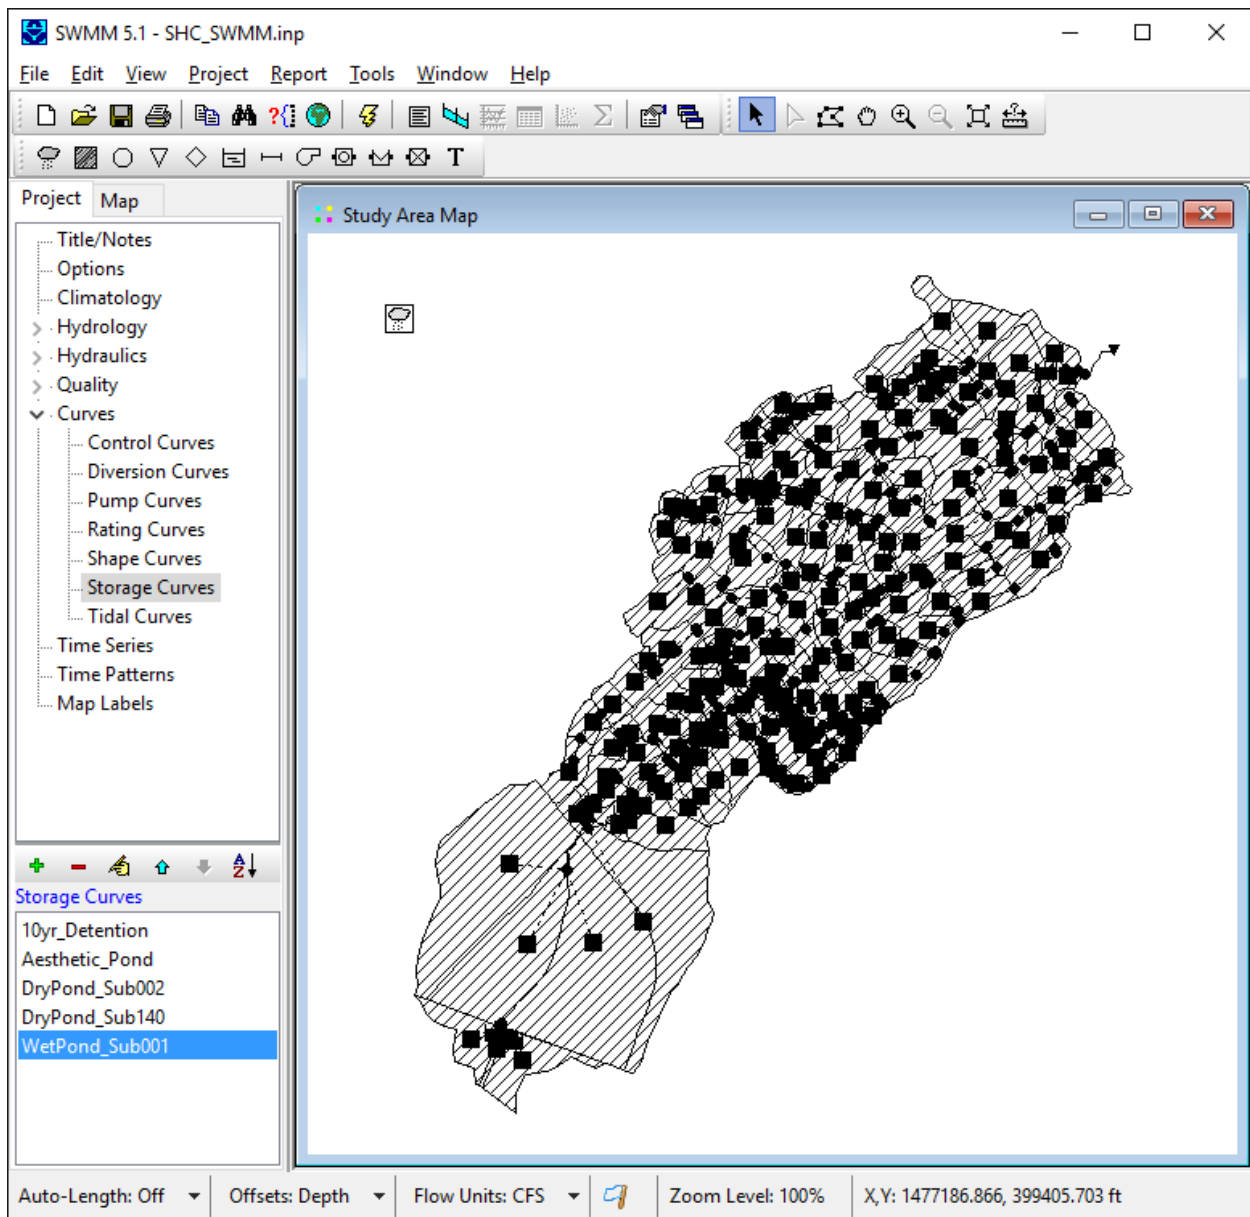 SWMM 5.1 - SHC_SWMM.inp
File Edit View Project Report Tools Window Help
T
Project Map
Study Area Map
Title/Notes
Options
Climatology
Hydrology
Hydraulics
Quality
Curves
Control Curves
Diversion Curves
Pump Curves
Rating Curves
Shape Curves
Storage Curves
Tidal Curves
Time Series
Time Patterns
Map Labels
Storage Curves
10yr_Detention
Aesthetic_Pond
DryPond_Sub002
DryPond_Sub140
WetPond_Sub001
Auto-Length: Off Offsets: Depth Flow Units: CFS Zoom Level: 100% X,Y: 1477186.866, 399405.703 ft